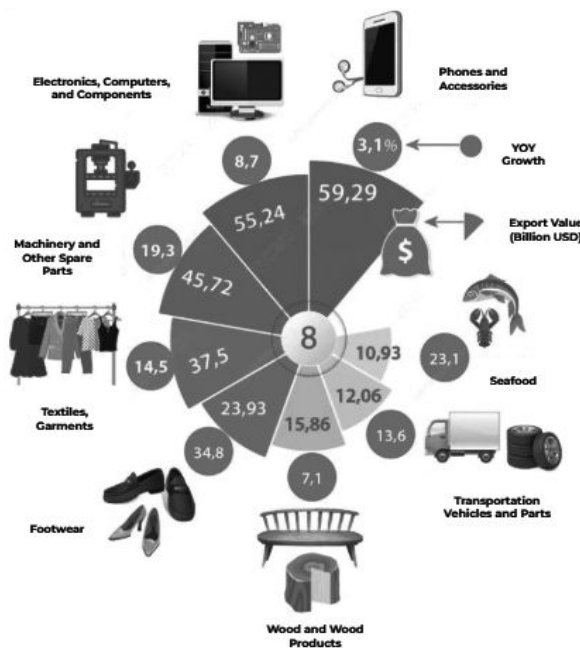 Electronics, Computers,
and Components
Phones and
Accessories
3,1%
YOY
Growth
8,7
59,29
55,24
Export Value
(Billion USD)
$
Machinery and
Other Spare
Parts
19,3
45,72
8
10,93
23,1
Seafood
14,5
37,5
12,06
Textiles,
Garments
23,93
15,86
13,6
34,8
7,1
Transportation
Vehicles and Parts
Footwear
Wood and Wood
Products